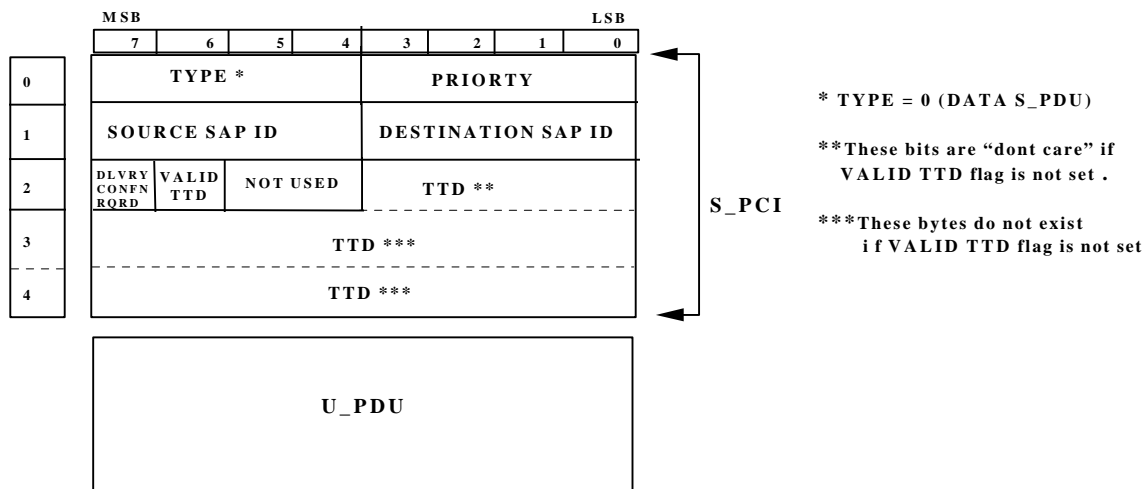 MSB LSB
7 6 5 4 3 2 1 0
0 TYPE * PRIORTY
1 SOURCE SAP ID DESTINATION SAP ID
2 DLVRY CONFN RQRD VALID TTD NOT USED TTD **
3 TTD ***
4 TTD ***
S_PCI
* TYPE = 0 (DATA S_PDU)
**These bits are “dont care” if
VALID TTD flag is not set .
***These bytes do not exist
i f VALID TTD flag is not set
U_PDU